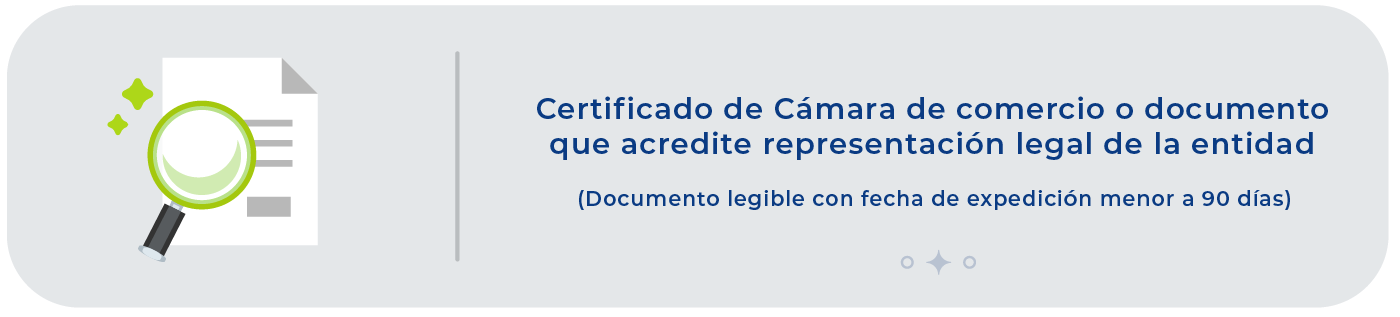 Certificado de Cámara de comercio o documento
que acredite representación legal de la entidad
(Documento legible con fecha de expedición menor a 90 días)